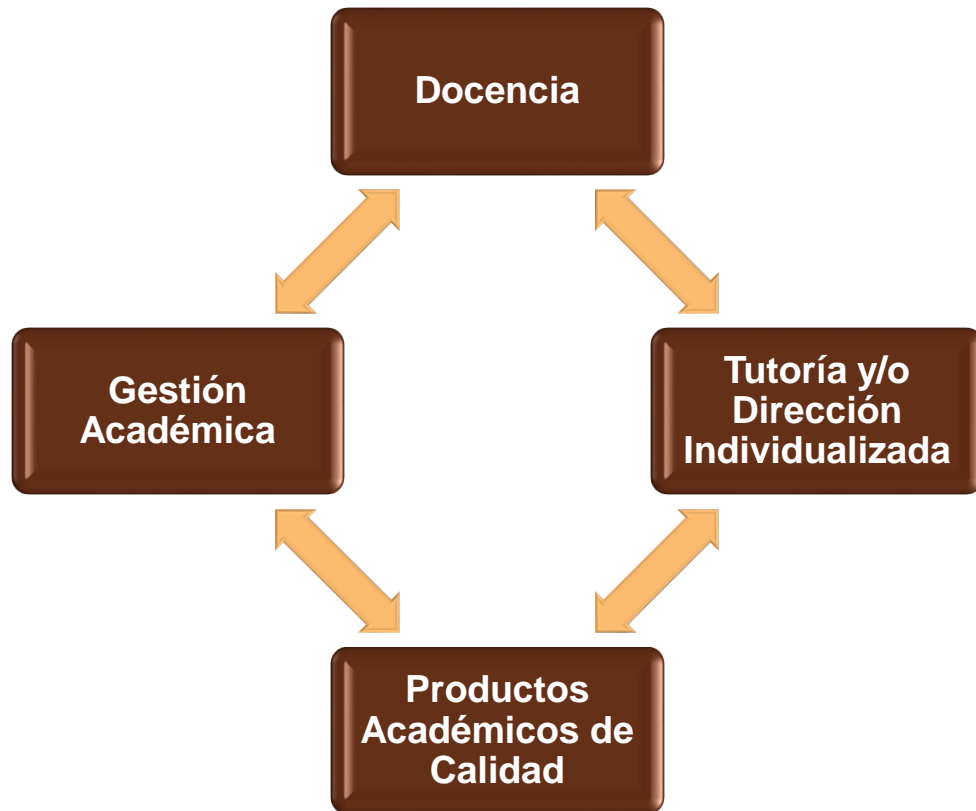 Docencia
Gestión
Académica
Tutoría y/o
Dirección
Individualizada
Productos
Académicos de
Calidad